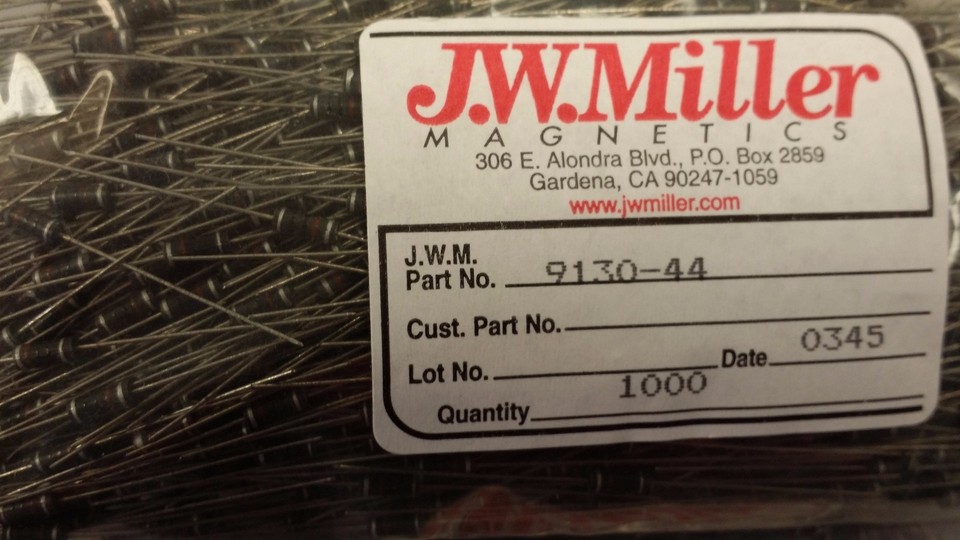 J.W.Miller
MAGNETICS
306 E. Alondra Blvd., P.O. Box 2859
Gardena, CA 90247-1059
www.jwmiller.com
J.W.M.
Part No. 9130-44
Cust. Part No.
Lot No. Date 0345
Quantity 1000